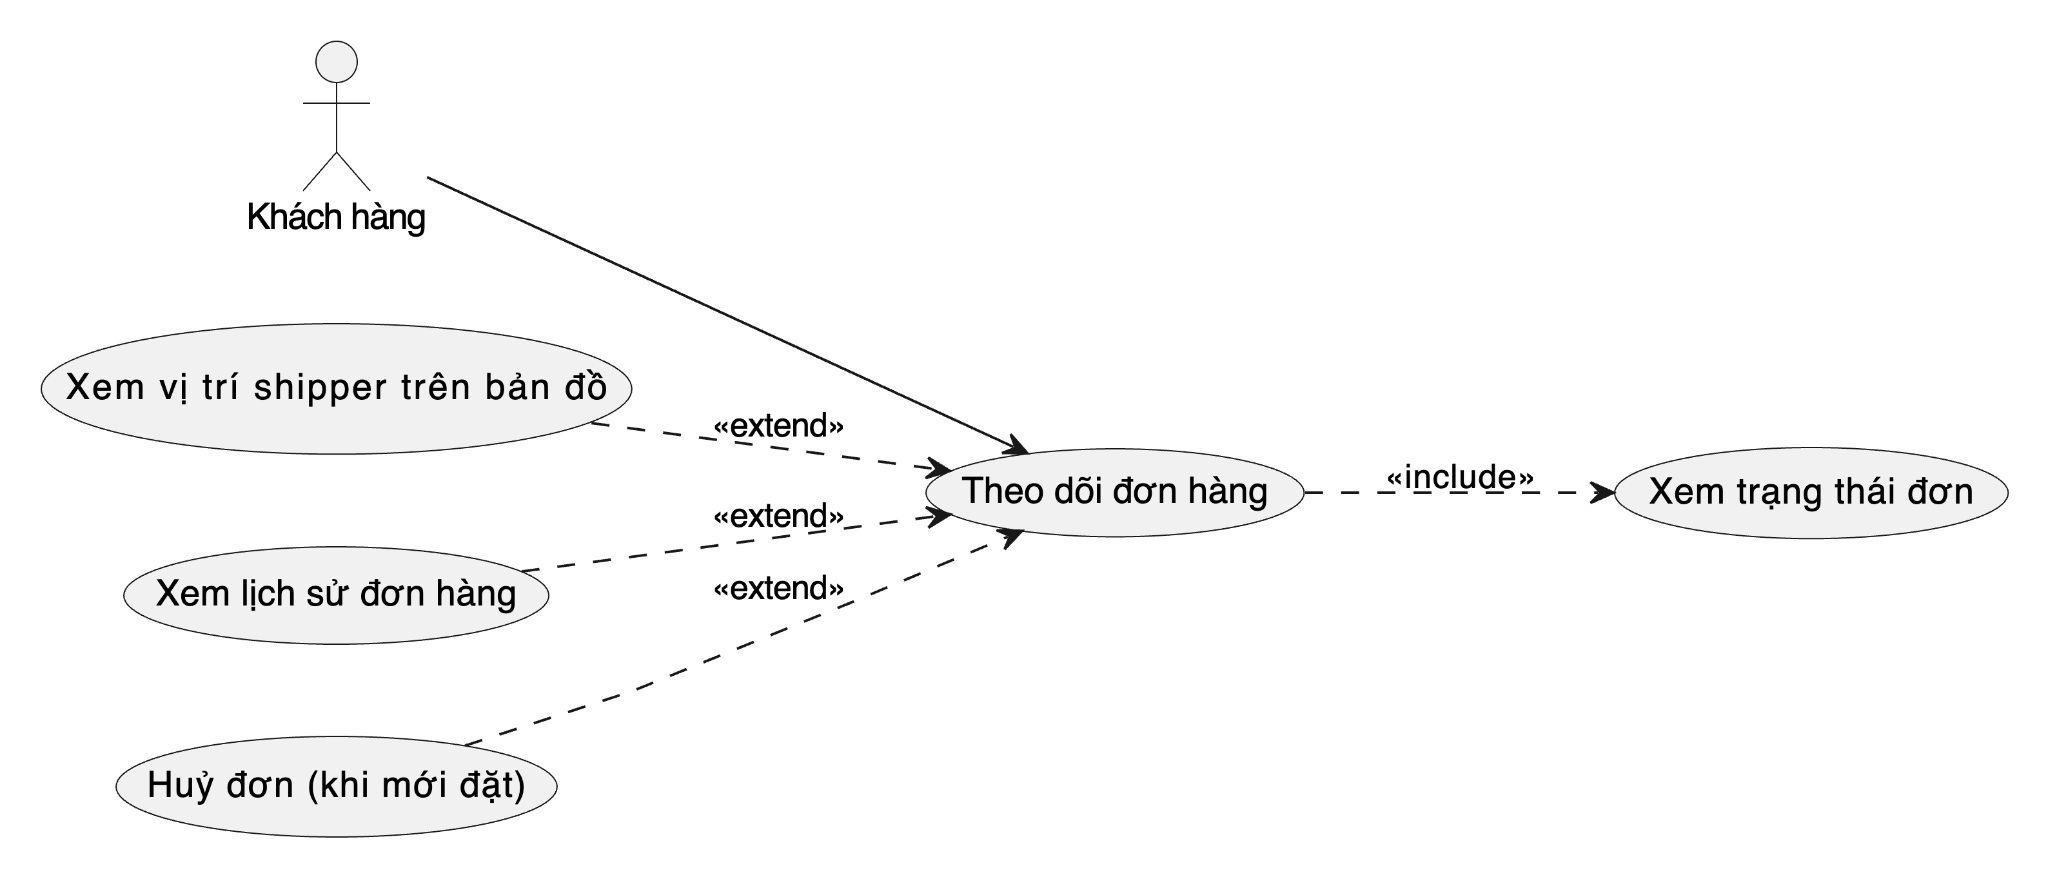 Khách hàng
Xem vị trí shipper trên bản đồ
«extend»
Theo dõi đơn hàng
«include»
Xem trạng thái đơn
«extend»
Xem lịch sử đơn hàng
«extend»
Huỷ đơn (khi mới đặt)